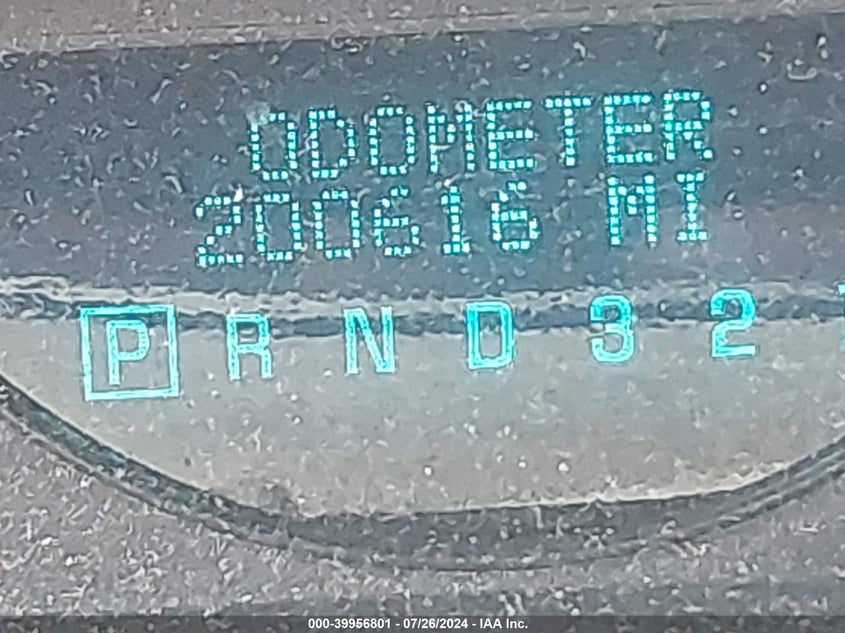 ODOMETER
200616 MI
P R N D 3 2
000-39956801 - 07/26/2024 - IAA Inc.